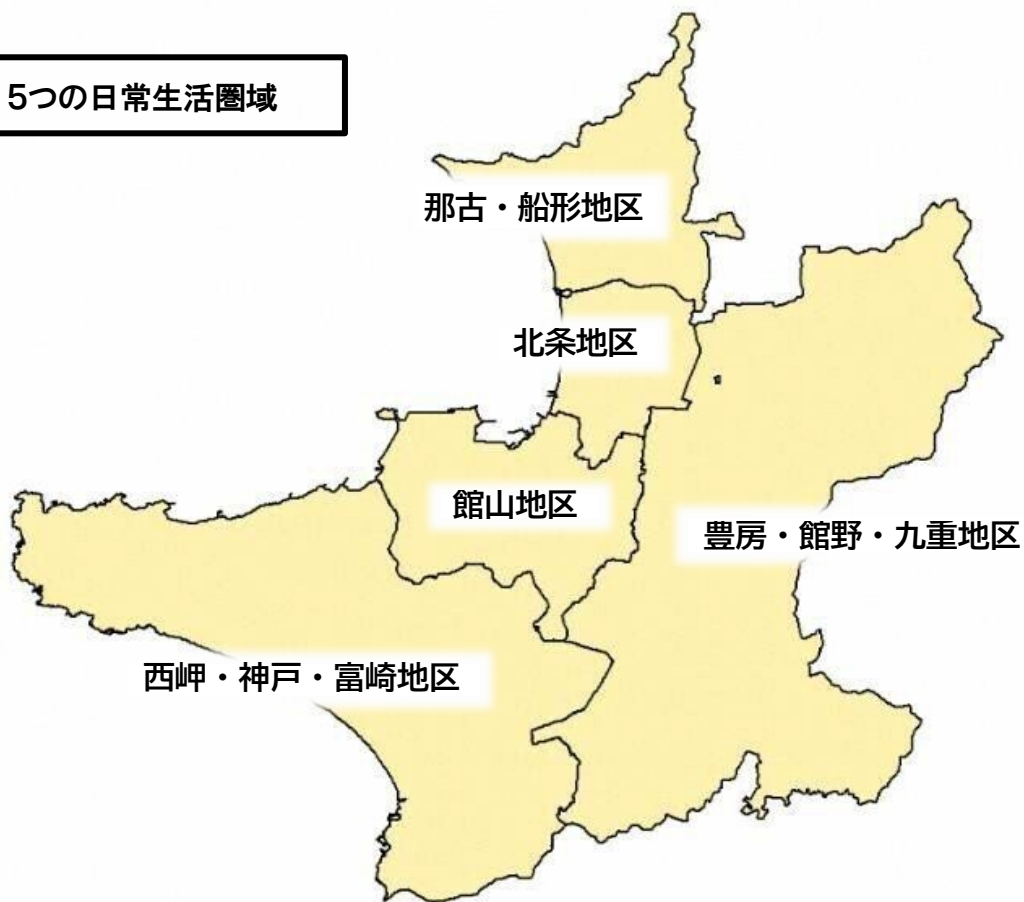 5つの日常生活圏域
那古・船形地区
北条地区
館山地区
豊房・館野・九重地区
西岬・神戸・富崎地区